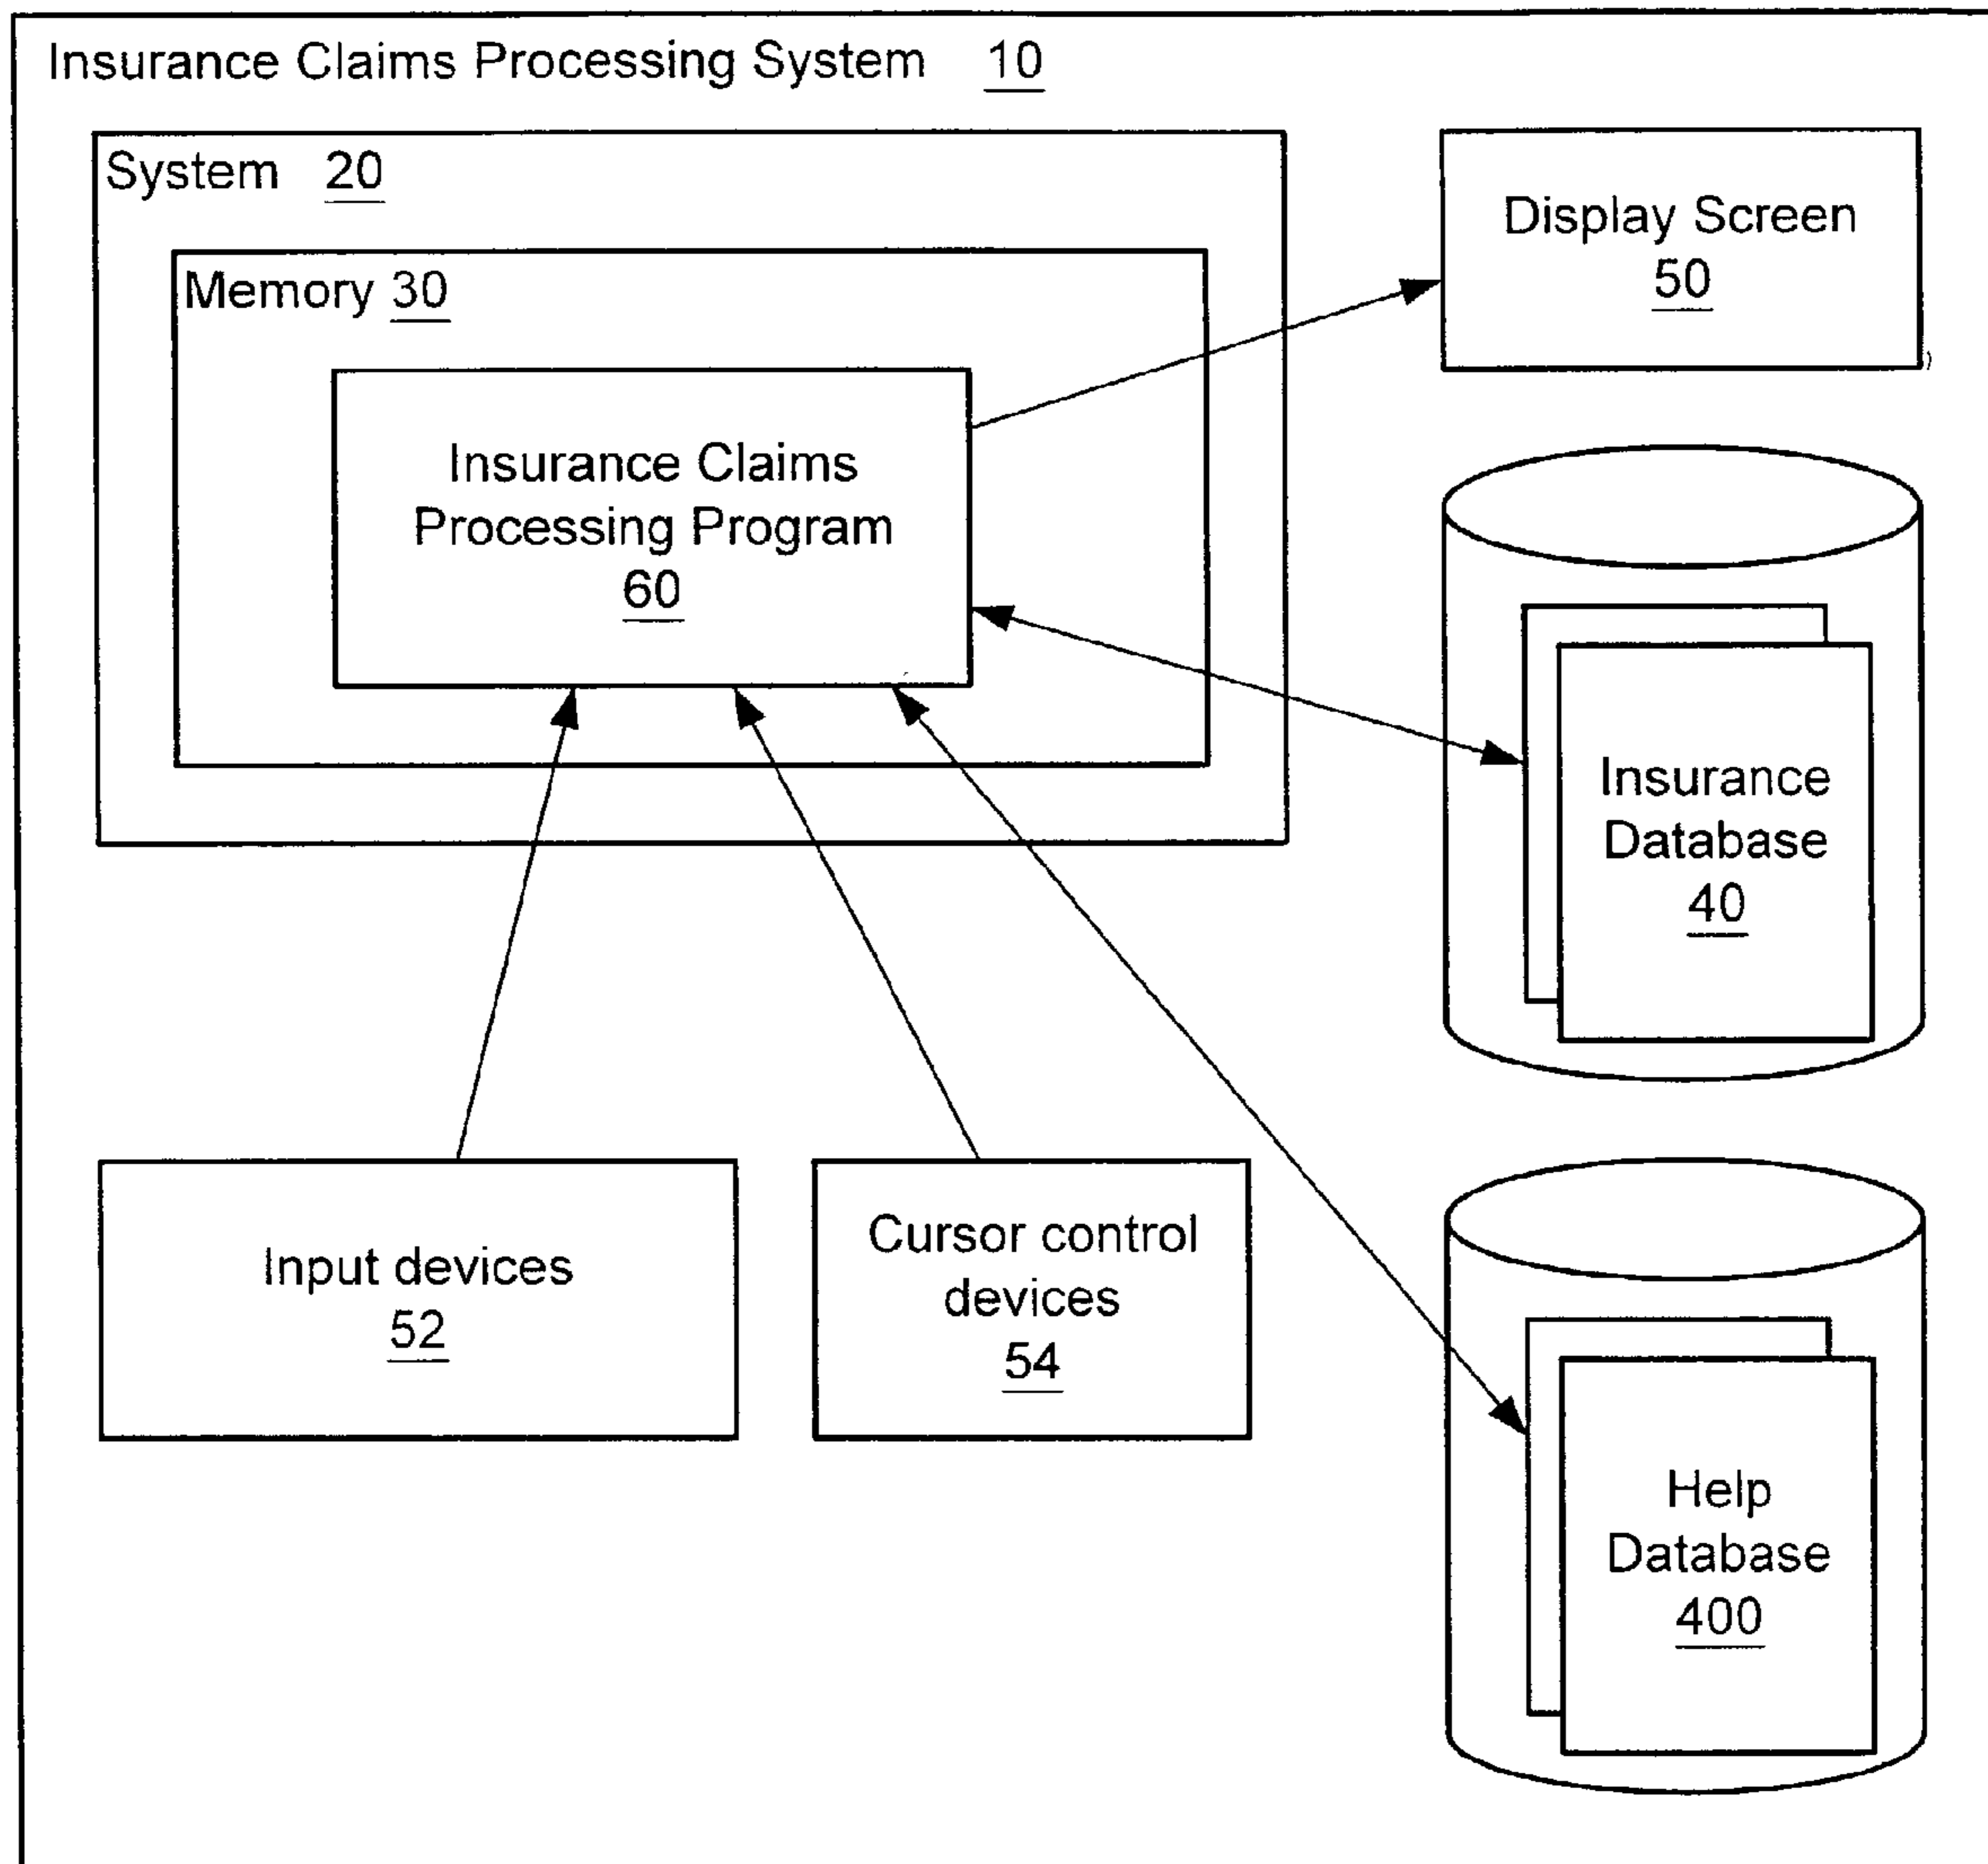 Insurance Claims Processing System 10
System 20
Memory 30
Insurance Claims
Processing Program
60
Display Screen
50
Insurance
Database
40
Input devices
52
Cursor control
devices
54
Help
Database
400